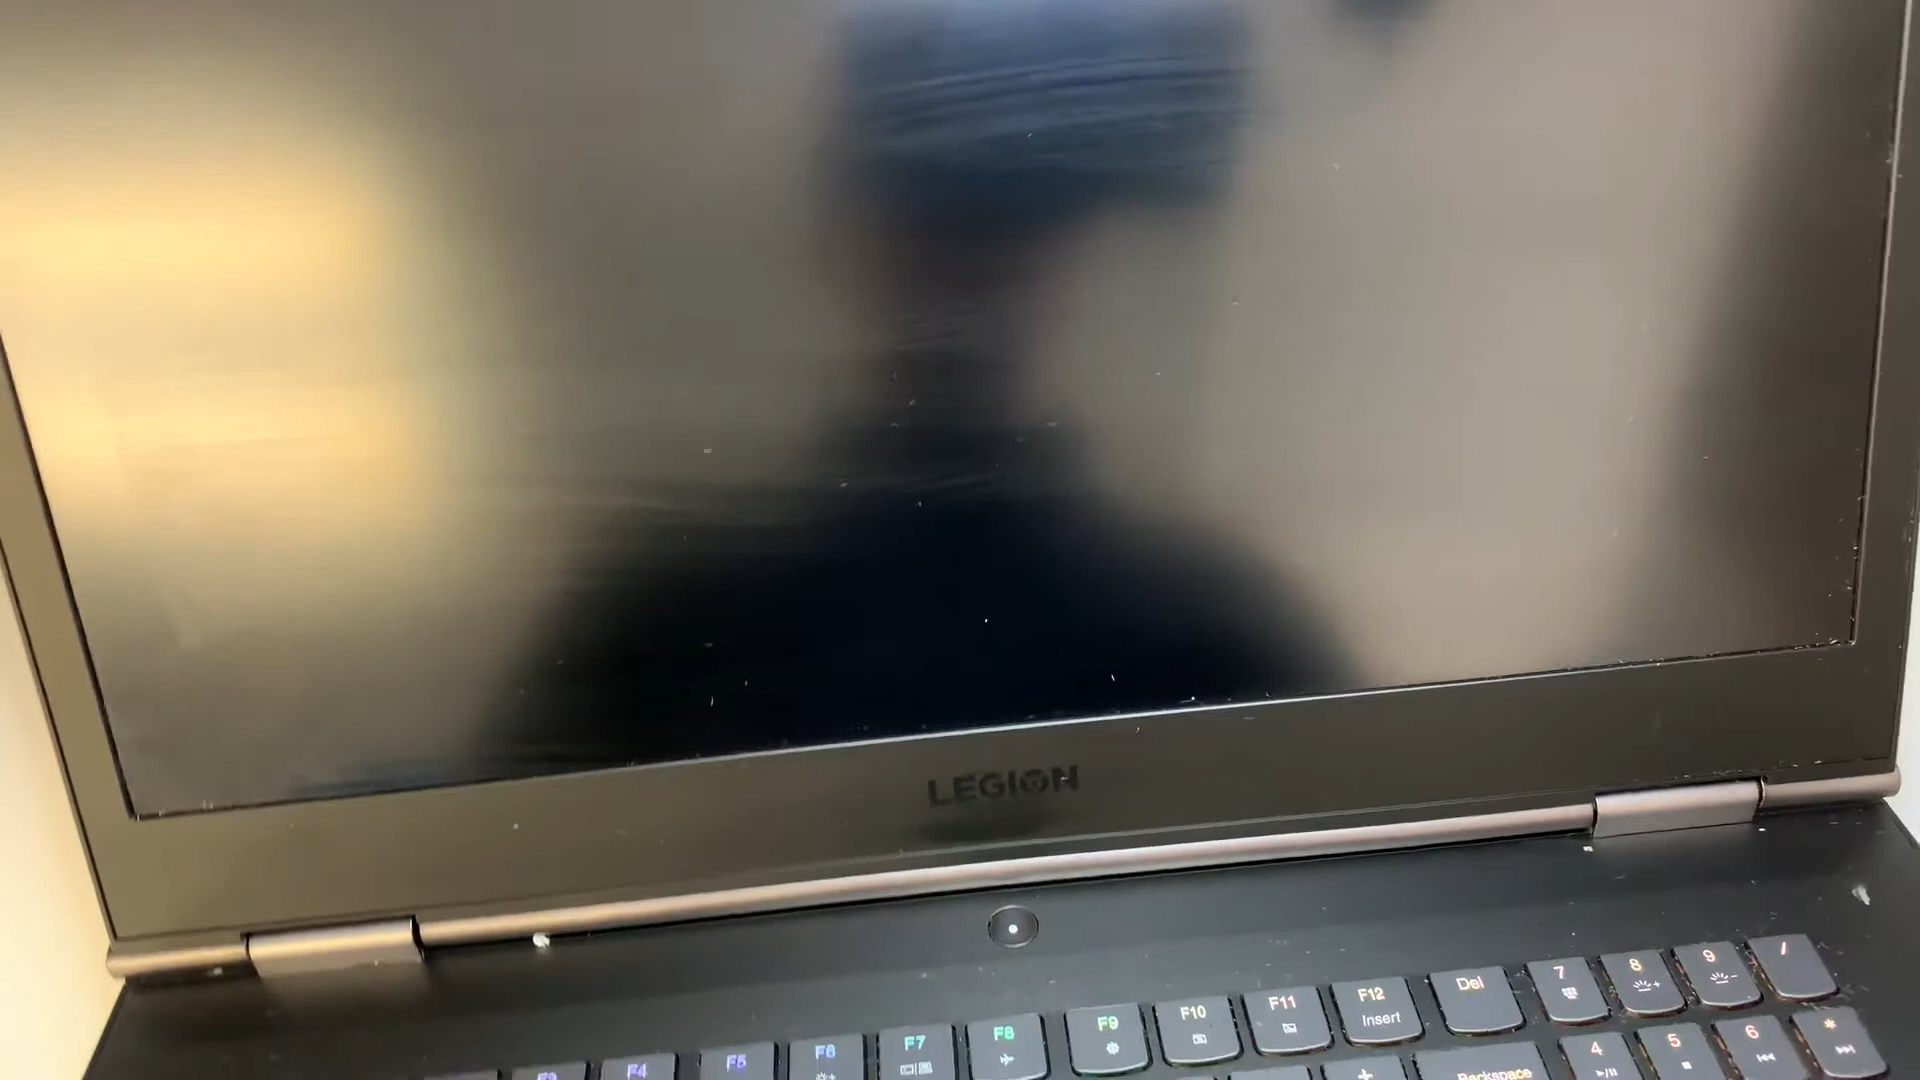 LEGION
F3 F4 F5 F6 F7 F8 F9 F10 F11 F12 Insert Del 7 8 9 /
Backspace 4 5 6 *